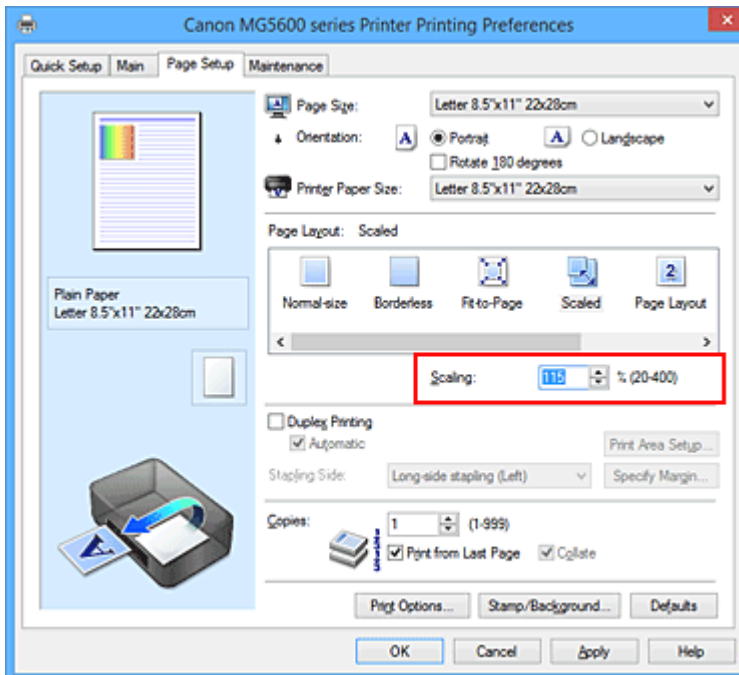 Canon MG5600 series Printer Printing Preferences
Quick Setup Main Page Setup Maintenance
Page Size: Letter 8.5"x11" 22x28cm
Orientation: A Portrait A Landscape
Rotate 180 degrees
Printer Paper Size: Letter 8.5"x11" 22x28cm
Page Layout: Scaled
Normal-size Borderless Fit-to-Page Scaled 2 Page Layout
Plain Paper
Letter 8.5"x11" 22x28cm
Scaling: 115 % (20-400)
Duplex Printing
Automatic Print Area Setup...
Stapling Side: Long-side stapling (Left) Specify Margin...
Copies: 1 (1-999)
Print from Last Page Collate
A
Print Options... Stamp/Background... Defaults
OK Cancel Apply Help